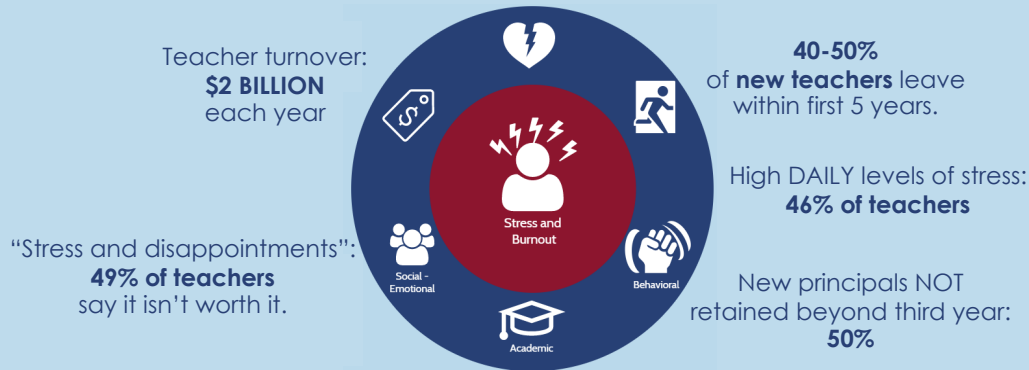 Teacher turnover:
$2 BILLION
each year
"Stress and disappointments":
49% of teachers
say it isn't worth it.
$
Stress and
Burnout
Social -
Emotional
Behavioral
Academic
40-50%
of new teachers leave
within first 5 years.
High DAILY levels of stress:
46% of teachers
New principals NOT
retained beyond third year:
50%